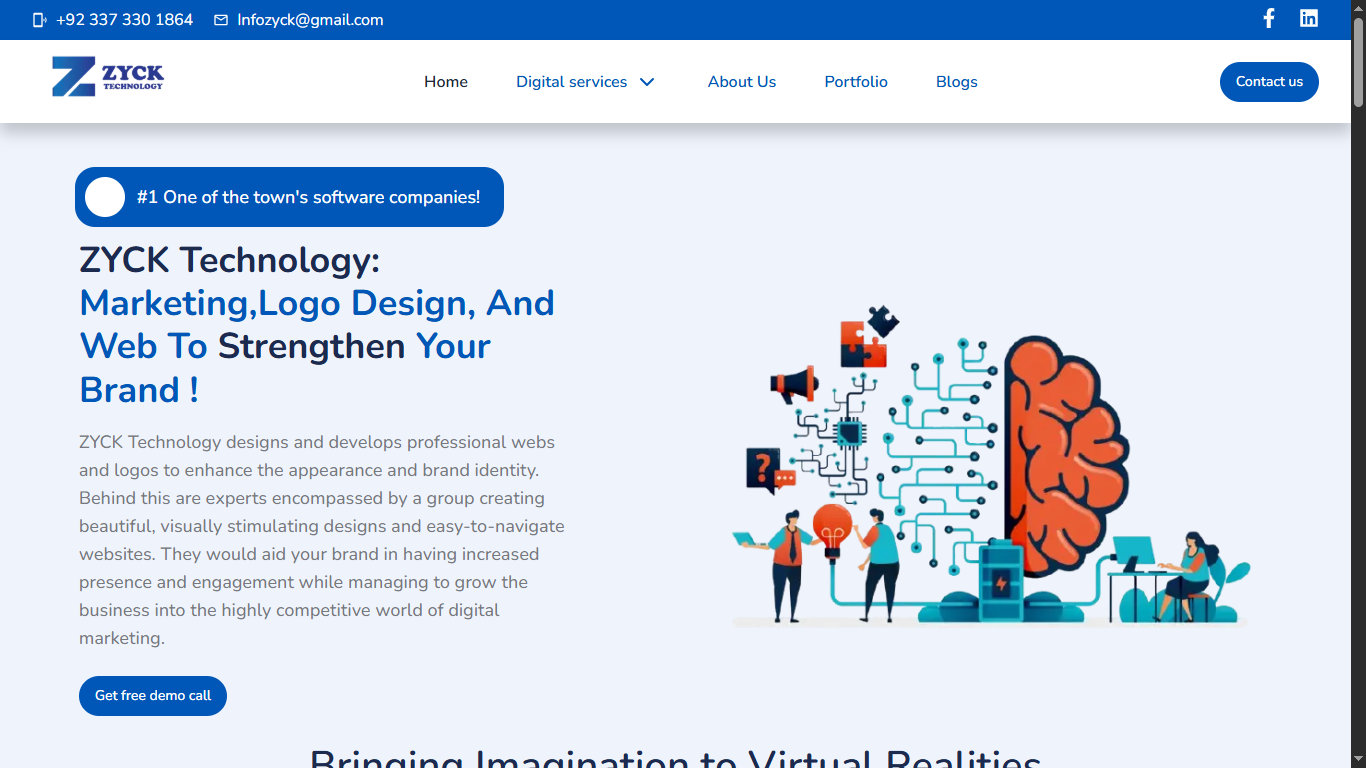 +92 337 330 1864 Infozyck@gmail.com
ZYCK
TECHNOLOGY
Home Digital services About Us Portfolio Blogs Contact us
#1 One of the town's software companies!
ZYCK Technology:
Marketing,Logo Design, And
Web To Strengthen Your
Brand !
ZYCK Technology designs and develops professional webs
and logos to enhance the appearance and brand identity.
Behind this are experts encompassed by a group creating
beautiful, visually stimulating designs and easy-to-navigate
websites. They would aid your brand in having increased
presence and engagement while managing to grow the
business into the highly competitive world of digital
marketing.
?
Get free demo call
Bringing Imagination to Virtual Realities